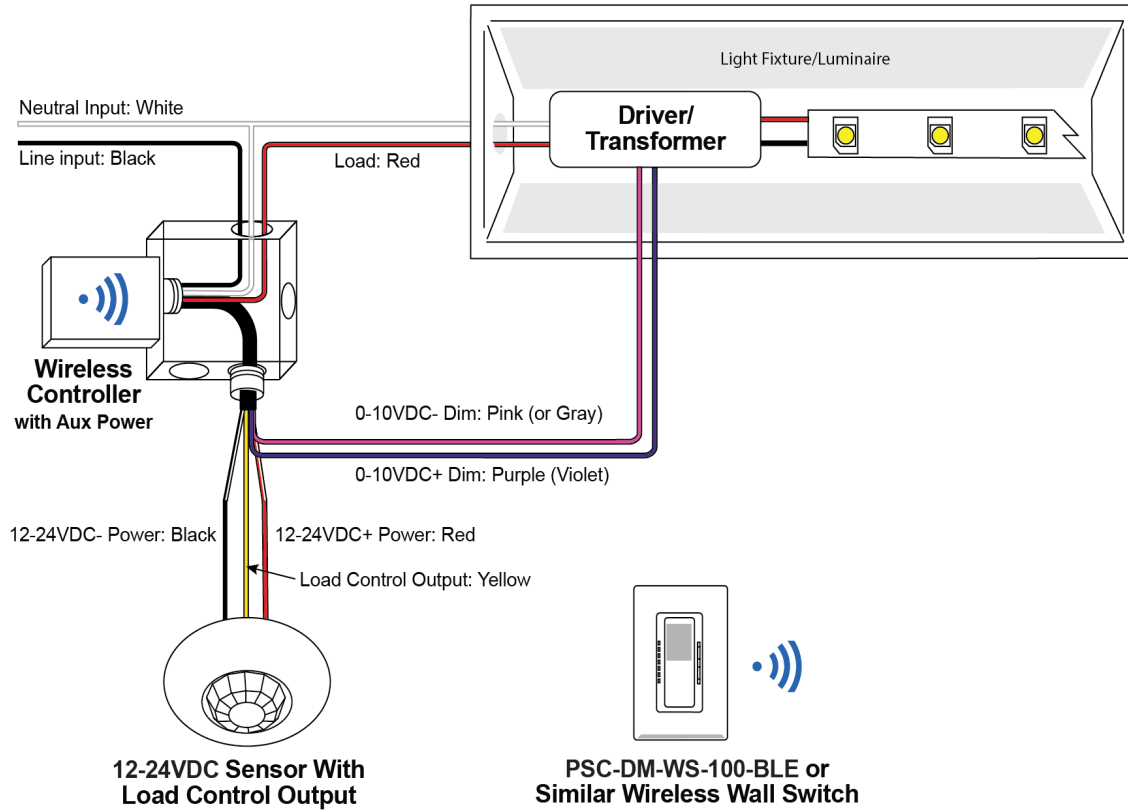 Light Fixture/Luminaire
Neutral Input: White
Driver/
Transformer
Line input: Black
Load: Red
Wireless
Controller
with Aux Power
0-10VDC- Dim: Pink (or Gray)
0-10VDC+ Dim: Purple (Violet)
12-24VDC- Power: Black
12-24VDC+ Power: Red
Load Control Output: Yellow
12-24VDC Sensor With
Load Control Output
PSC-DM-WS-100-BLE or
Similar Wireless Wall Switch